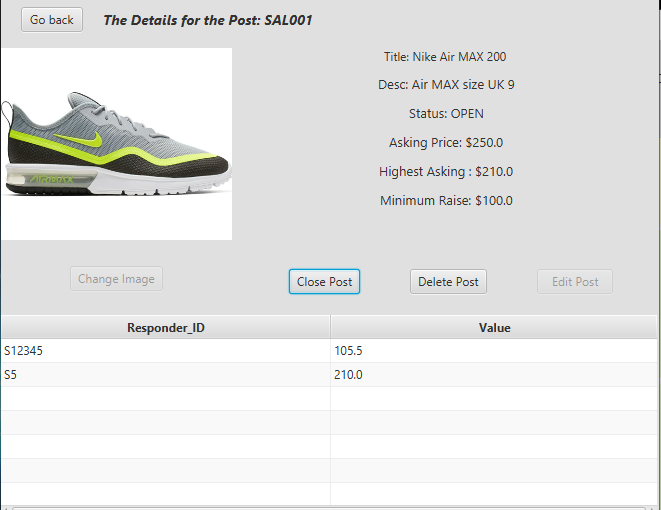 Go back
The Details for the Post: SAL001
Title: Nike Air MAX 200
Desc: Air MAX size UK 9
Status: OPEN
Asking Price: $250.0
Highest Asking : $210.0
Minimum Raise: $100.0
Change Image
Close Post
Delete Post
Edit Post
Responder_ID Value
S12345 105.5
S5 210.0